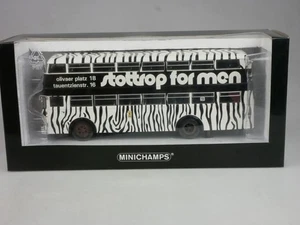 olivaer platz 18
tauentzienstr. 16
stottrop for men
MINICHAMPS